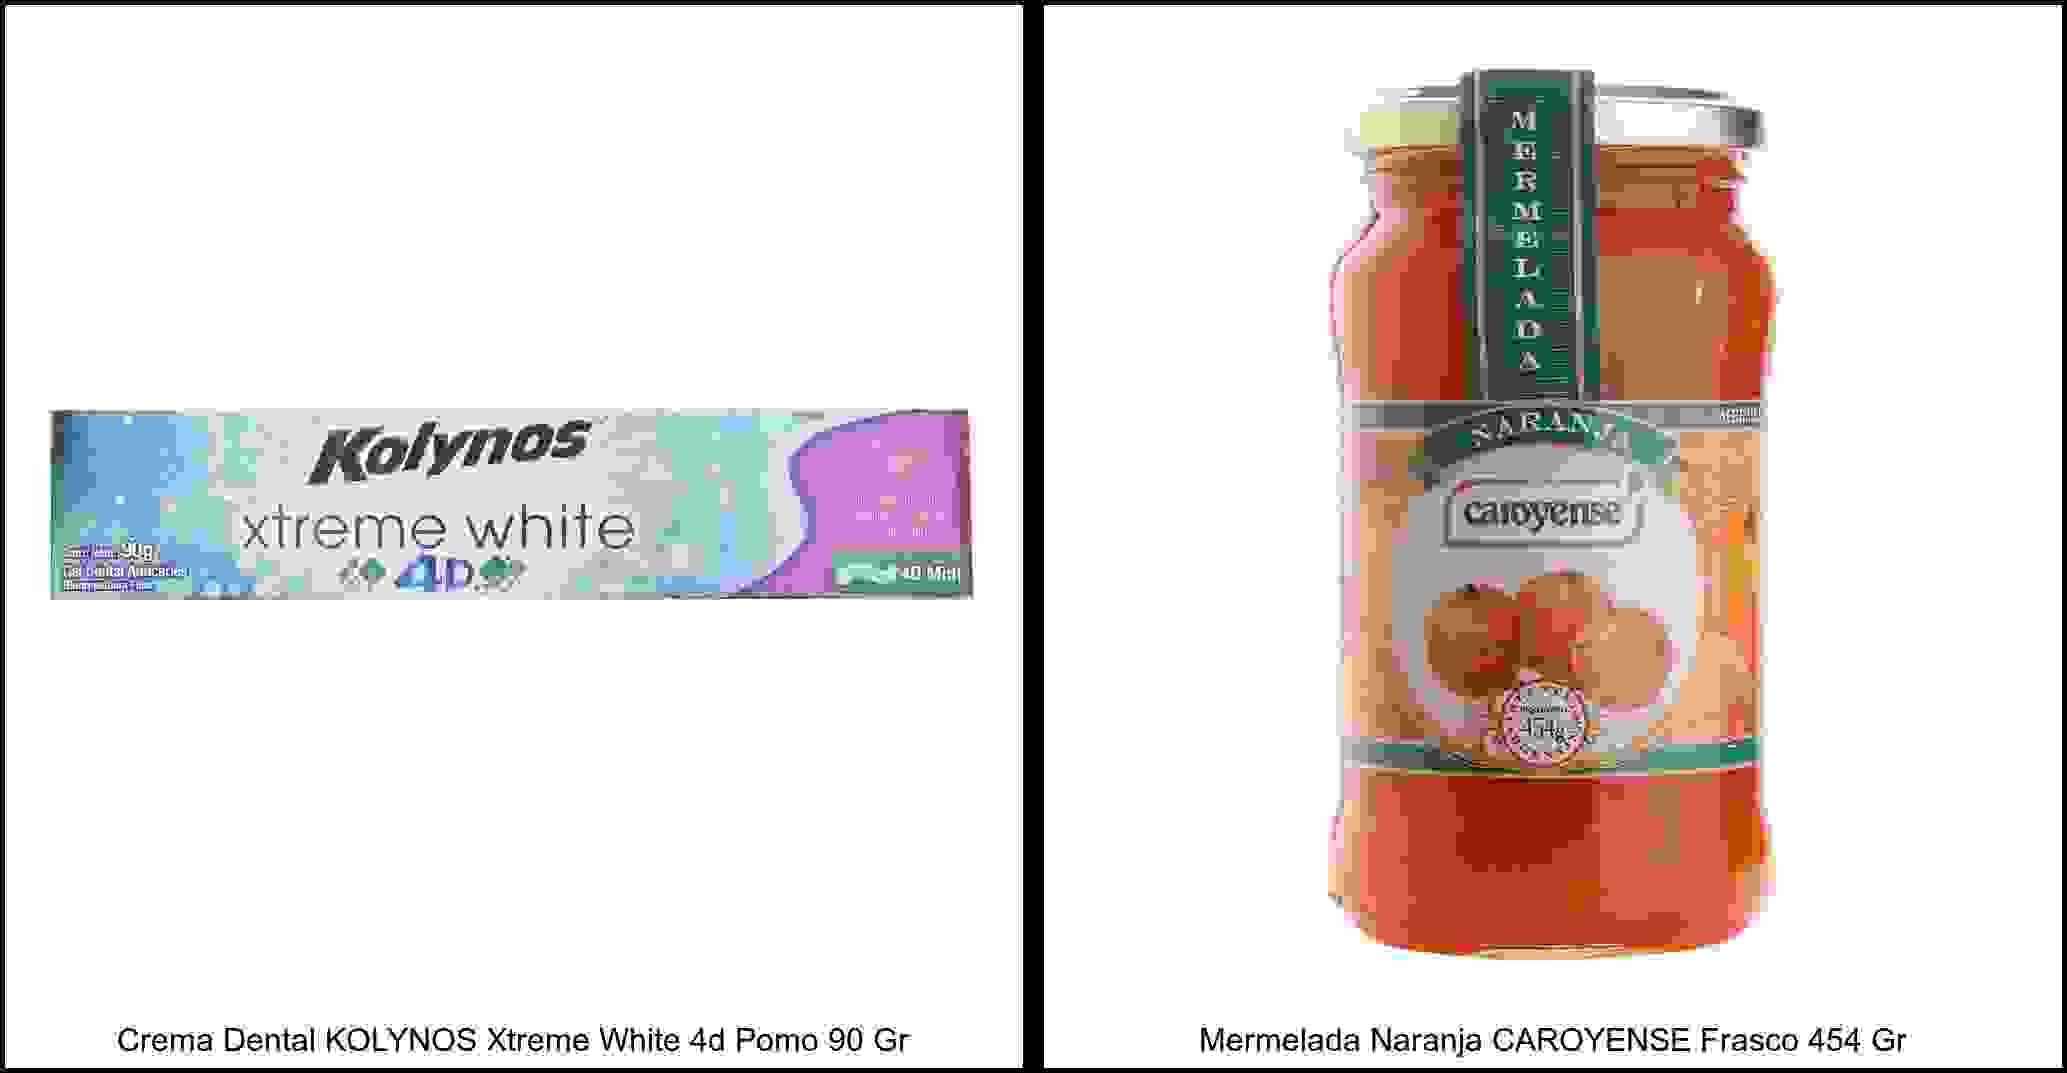 Kolynos
xtreme white
4D
90g
4D Mint
Crema Dental KOLYNOS Xtreme White 4d Pomo 90 Gr
MERMELADA
NARANJA
caroyense
454g
Mermelada Naranja CAROYENSE Frasco 454 Gr